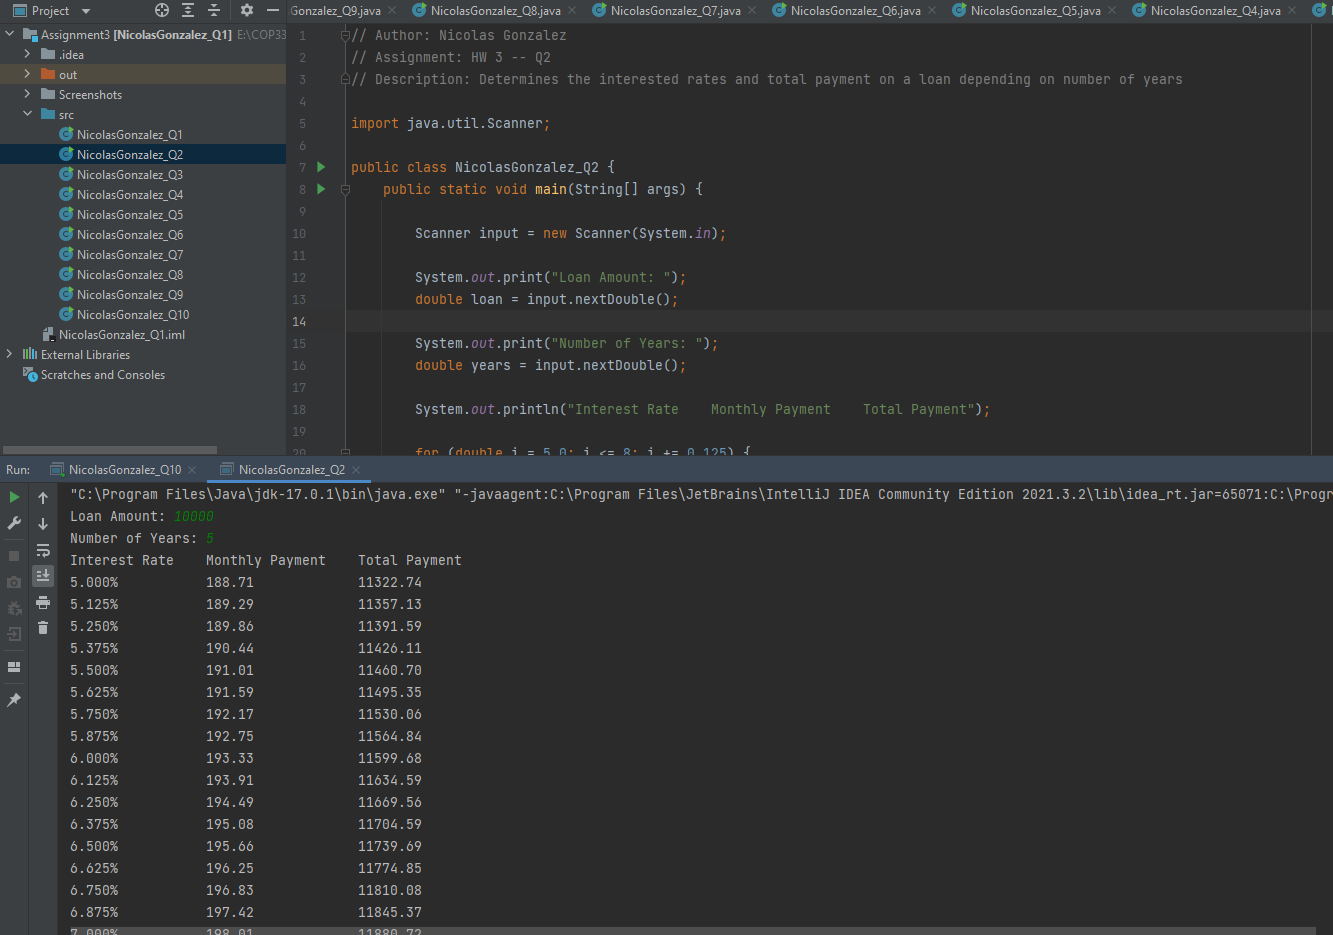 Project
Gonzalez_Q9.java
NicolasGonzalez_Q8.java
NicolasGonzalez_Q7.java
NicolasGonzalez_Q6.java
NicolasGonzalez_Q5.java
NicolasGonzalez_Q4.java
Assignment3 [NicolasGonzalez_Q1] E:\COP33
.idea
out
Screenshots
src
NicolasGonzalez_Q1
NicolasGonzalez_Q2
NicolasGonzalez_Q3
NicolasGonzalez_Q4
NicolasGonzalez_Q5
NicolasGonzalez_Q6
NicolasGonzalez_Q7
NicolasGonzalez_Q8
NicolasGonzalez_Q9
NicolasGonzalez_Q10
NicolasGonzalez_Q1.iml
External Libraries
Scratches and Consoles
1 // Author: Nicolas Gonzalez
2 // Assignment: HW 3 -- Q2
3 // Description: Determines the interested rates and total payment on a loan depending on number of years
4
5 import java.util.Scanner;
6
7 public class NicolasGonzalez_Q2 {
8 public static void main(String[] args) {
9
10 Scanner input = new Scanner(System.in);
11
12 System.out.print("Loan Amount: ");
13 double loan = input.nextDouble();
14
15 System.out.print("Number of Years: ");
16 double years = input.nextDouble();
17
18 System.out.println("Interest Rate    Monthly Payment    Total Payment");
19
20 for (double i = 5.0; i <= 8; i += 0.125) {
Run: NicolasGonzalez_Q10 NicolasGonzalez_Q2
"C:\Program Files\Java\jdk-17.0.1\bin\java.exe" "-javaagent:C:\Program Files\JetBrains\IntelliJ IDEA Community Edition 2021.3.2\lib\idea_rt.jar=65071:C:\Progr
Loan Amount: 10000
Number of Years: 5
Interest Rate    Monthly Payment    Total Payment
5.000% 188.71 11322.74
5.125% 189.29 11357.13
5.250% 189.86 11391.59
5.375% 190.44 11426.11
5.500% 191.01 11460.70
5.625% 191.59 11495.35
5.750% 192.17 11530.06
5.875% 192.75 11564.84
6.000% 193.33 11599.68
6.125% 193.91 11634.59
6.250% 194.49 11669.56
6.375% 195.08 11704.59
6.500% 195.66 11739.69
6.625% 196.25 11774.85
6.750% 196.83 11810.08
6.875% 197.42 11845.37
7.000% 198.01 11880.72